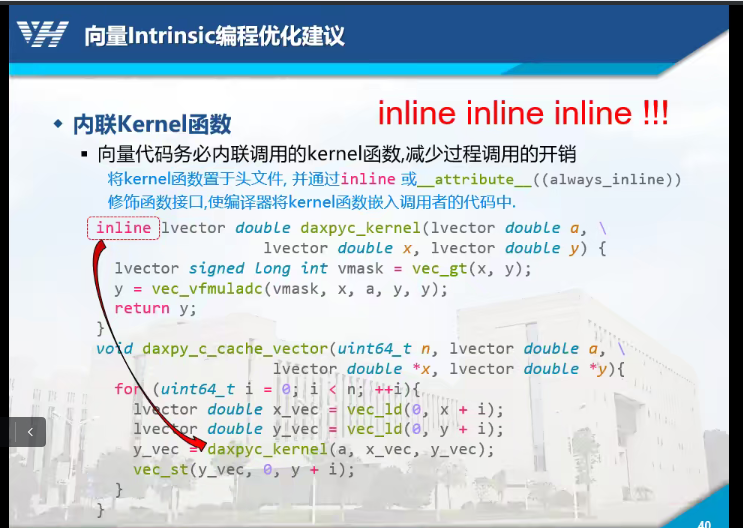 VH 向量Intrinsic编程优化建议
inline inline inline !!!
◆ 内联Kernel函数
▪ 向量代码务必内联调用的kernel函数,减少过程调用的开销
将kernel函数置于头文件, 并通过inline 或__attribute__((always_inline))
修饰函数接口,使编译器将kernel函数嵌入调用者的代码中.
inline lvector double daxpyc_kernel(lvector double a, \
lvector double x, lvector double y) {
lvector signed long int vmask = vec_gt(x, y);
y = vec_vfmuladc(vmask, x, a, y, y);
return y;
}
void daxpy_c_cache_vector(uint64_t n, lvector double a, \
lvector double *x, lvector double *y){
for (uint64_t i = 0; i < n; ++i){
lvector double x_vec = vec_ld(0, x + i);
lvector double y_vec = vec_ld(0, y + i);
y_vec = daxpyc_kernel(a, x_vec, y_vec);
vec_st(y_vec, 0, y + i);
}
}
40